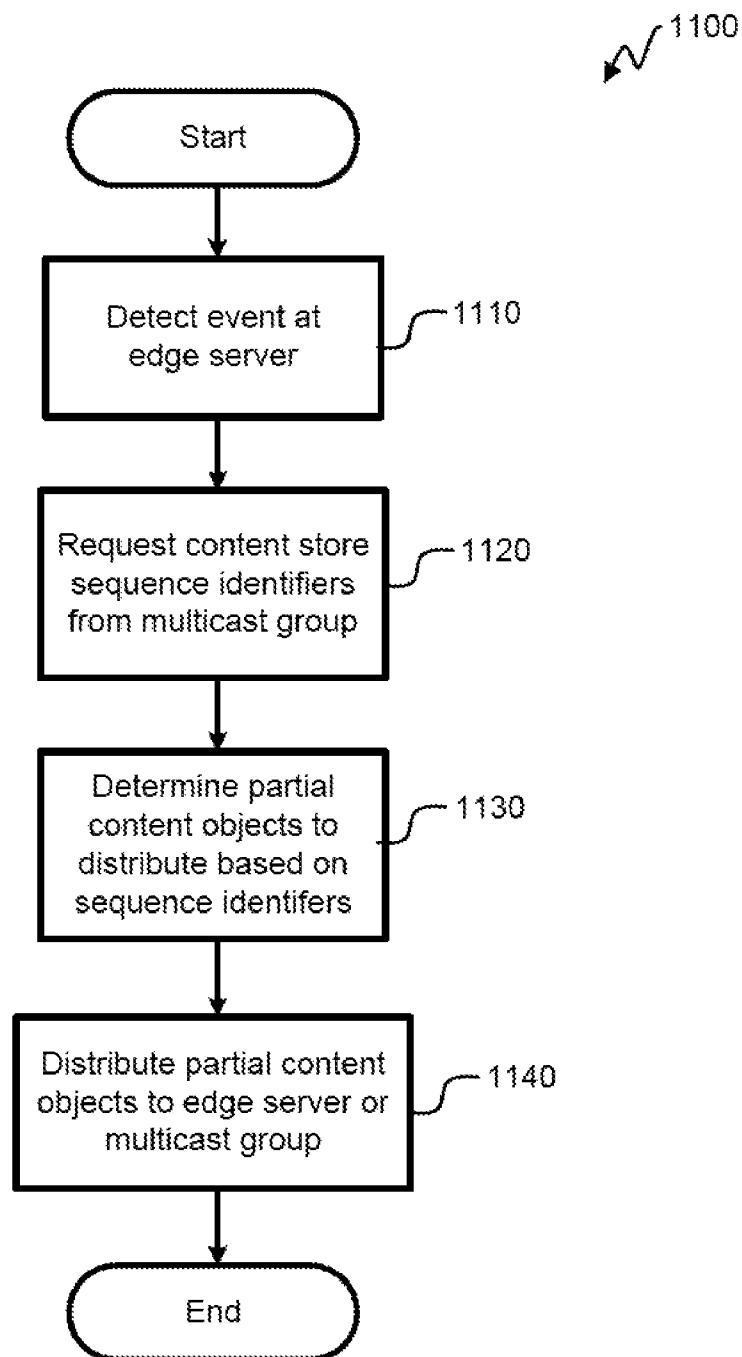 1100
Start
Detect event at
edge server
1110
Request content store
sequence identifiers
from multicast group
1120
Determine partial
content objects to
distribute based on
sequence identifers
1130
Distribute partial content
objects to edge server or
multicast group
1140
End